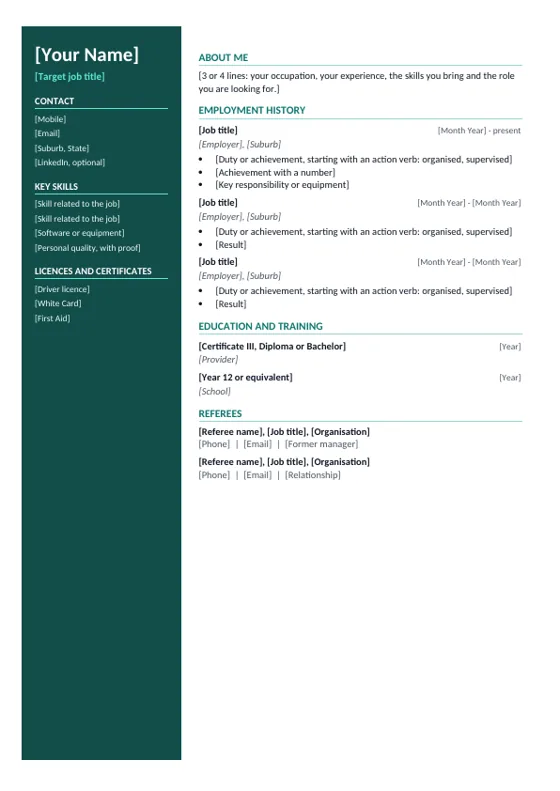 [Your Name]
[Target job title]
CONTACT
[Mobile]
[Email]
[Suburb, State]
[LinkedIn, optional]
KEY SKILLS
[Skill related to the job]
[Skill related to the job]
[Software or equipment]
[Personal quality, with proof]
LICENCES AND CERTIFICATES
[Driver licence]
[White Card]
[First Aid]
ABOUT ME
[3 or 4 lines: your occupation, your experience, the skills you bring and the role
you are looking for.]
EMPLOYMENT HISTORY
[Job title] [Month Year] - present
[Employer], [Suburb]
• [Duty or achievement, starting with an action verb: organised, supervised]
• [Achievement with a number]
• [Key responsibility or equipment]
[Job title] [Month Year] - [Month Year]
[Employer], [Suburb]
• [Duty or achievement, starting with an action verb: organised, supervised]
• [Result]
[Job title] [Month Year] - [Month Year]
[Employer], [Suburb]
• [Duty or achievement, starting with an action verb: organised, supervised]
• [Result]
EDUCATION AND TRAINING
[Certificate III, Diploma or Bachelor] [Year]
[Provider]
[Year 12 or equivalent] [Year]
[School]
REFEREES
[Referee name], [Job title], [Organisation]
[Phone] | [Email] | [Former manager]
[Referee name], [Job title], [Organisation]
[Phone] | [Email] | [Relationship]